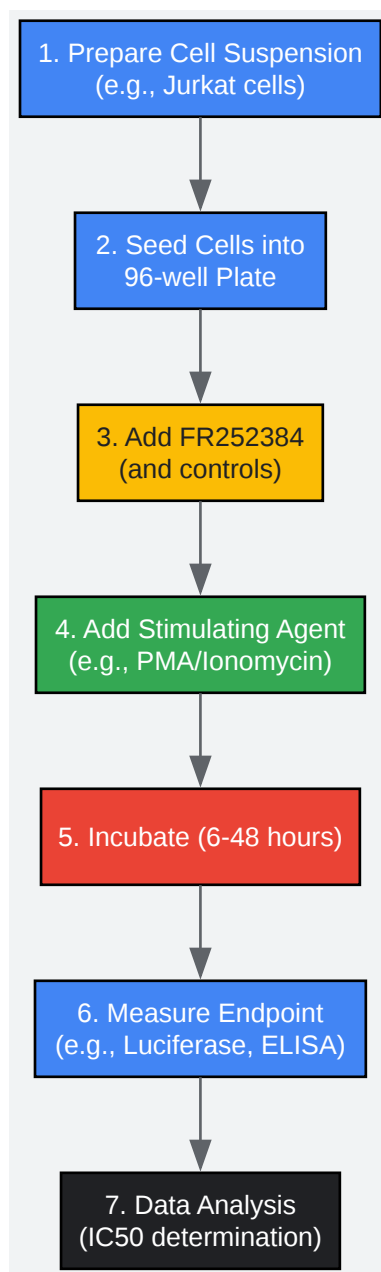 1. Prepare Cell Suspension
(e.g., Jurkat cells)
2. Seed Cells into
96-well Plate
3. Add FR252384
(and controls)
4. Add Stimulating Agent
(e.g., PMA/Ionomycin)
5. Incubate (6-48 hours)
6. Measure Endpoint
(e.g., Luciferase, ELISA)
7. Data Analysis
(IC50 determination)